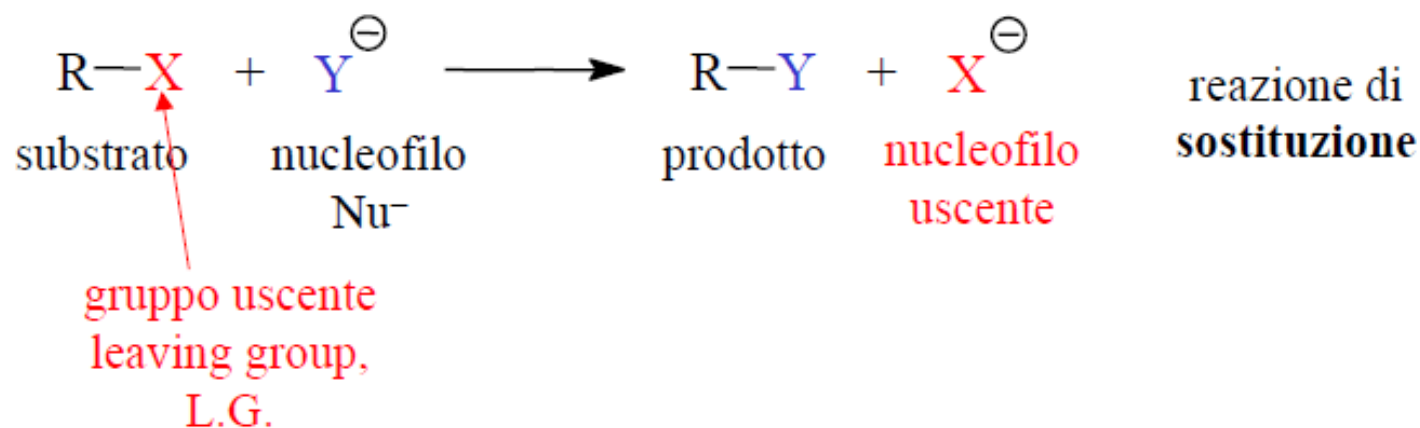 R—X + Y⊖ ⟶ R—Y + X⊖
reazione di
sostituzione
substrato nucleofilo prodotto nucleofilo
Nu⁻ uscente
gruppo uscente
leaving group,
L.G.